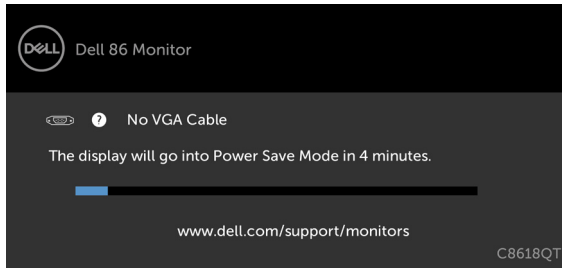 DELL
Dell 86 Monitor
? No VGA Cable
The display will go into Power Save Mode in 4 minutes.
www.dell.com/support/monitors
C8618QT